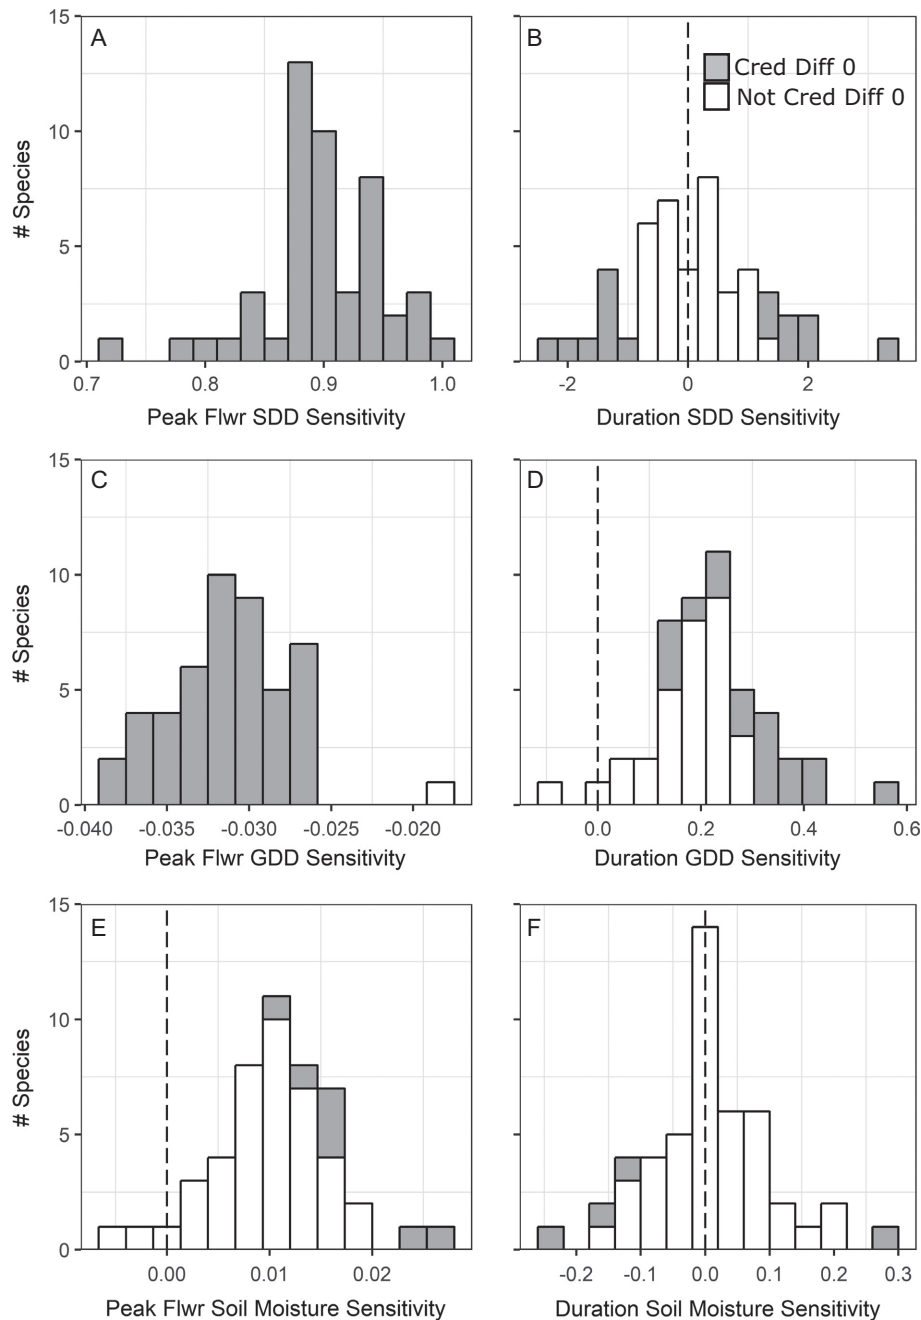 A
B
Cred Diff 0
Not Cred Diff 0
15
10
5
0
# Species
0.7 0.8 0.9 1.0
-2 0 2
Peak Flwr SDD Sensitivity
Duration SDD Sensitivity
C
D
15
10
5
0
# Species
-0.040 -0.035 -0.030 -0.025 -0.020
0.0 0.2 0.4 0.6
Peak Flwr GDD Sensitivity
Duration GDD Sensitivity
E
F
15
10
5
0
# Species
0.00 0.01 0.02
-0.2 -0.1 0.0 0.1 0.2 0.3
Peak Flwr Soil Moisture Sensitivity
Duration Soil Moisture Sensitivity